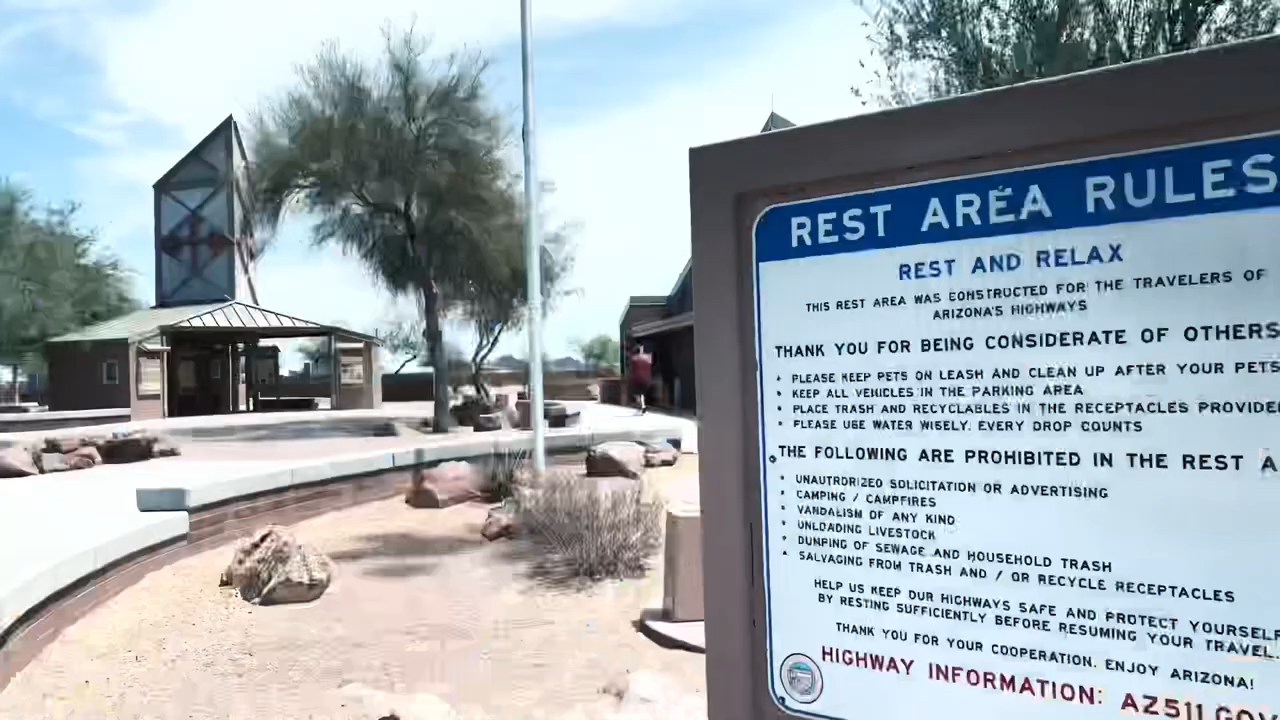 REST AREA RULES
REST AND RELAX
THIS REST AREA WAS CONSTRUCTED FOR THE TRAVELERS OF
ARIZONA'S HIGHWAYS
THANK YOU FOR BEING CONSIDERATE OF OTHERS
• PLEASE KEEP PETS ON LEASH AND CLEAN UP AFTER YOUR PETS
• KEEP ALL VEHICLES IN THE PARKING AREA
• PLACE TRASH AND RECYCLABLES IN THE RECEPTACLES PROVIDE
• PLEASE USE WATER WISELY. EVERY DROP COUNTS
THE FOLLOWING ARE PROHIBITED IN THE REST A
• UNAUTHORIZED SOLICITATION OR ADVERTISING
• CAMPING / CAMPFIRES
• VANDALISM OF ANY KIND
• UNLOADING LIVESTOCK
• DUMPING OF SEWAGE AND HOUSEHOLD TRASH
• SALVAGING FROM TRASH AND / OR RECYCLE RECEPTACLES
HELP US KEEP OUR HIGHWAYS SAFE AND PROTECT YOURSELF
BY RESTING SUFFICIENTLY BEFORE RESUMING YOUR TRAVEL.
THANK YOU FOR YOUR COOPERATION. ENJOY ARIZONA!
HIGHWAY INFORMATION: AZ511.GOV